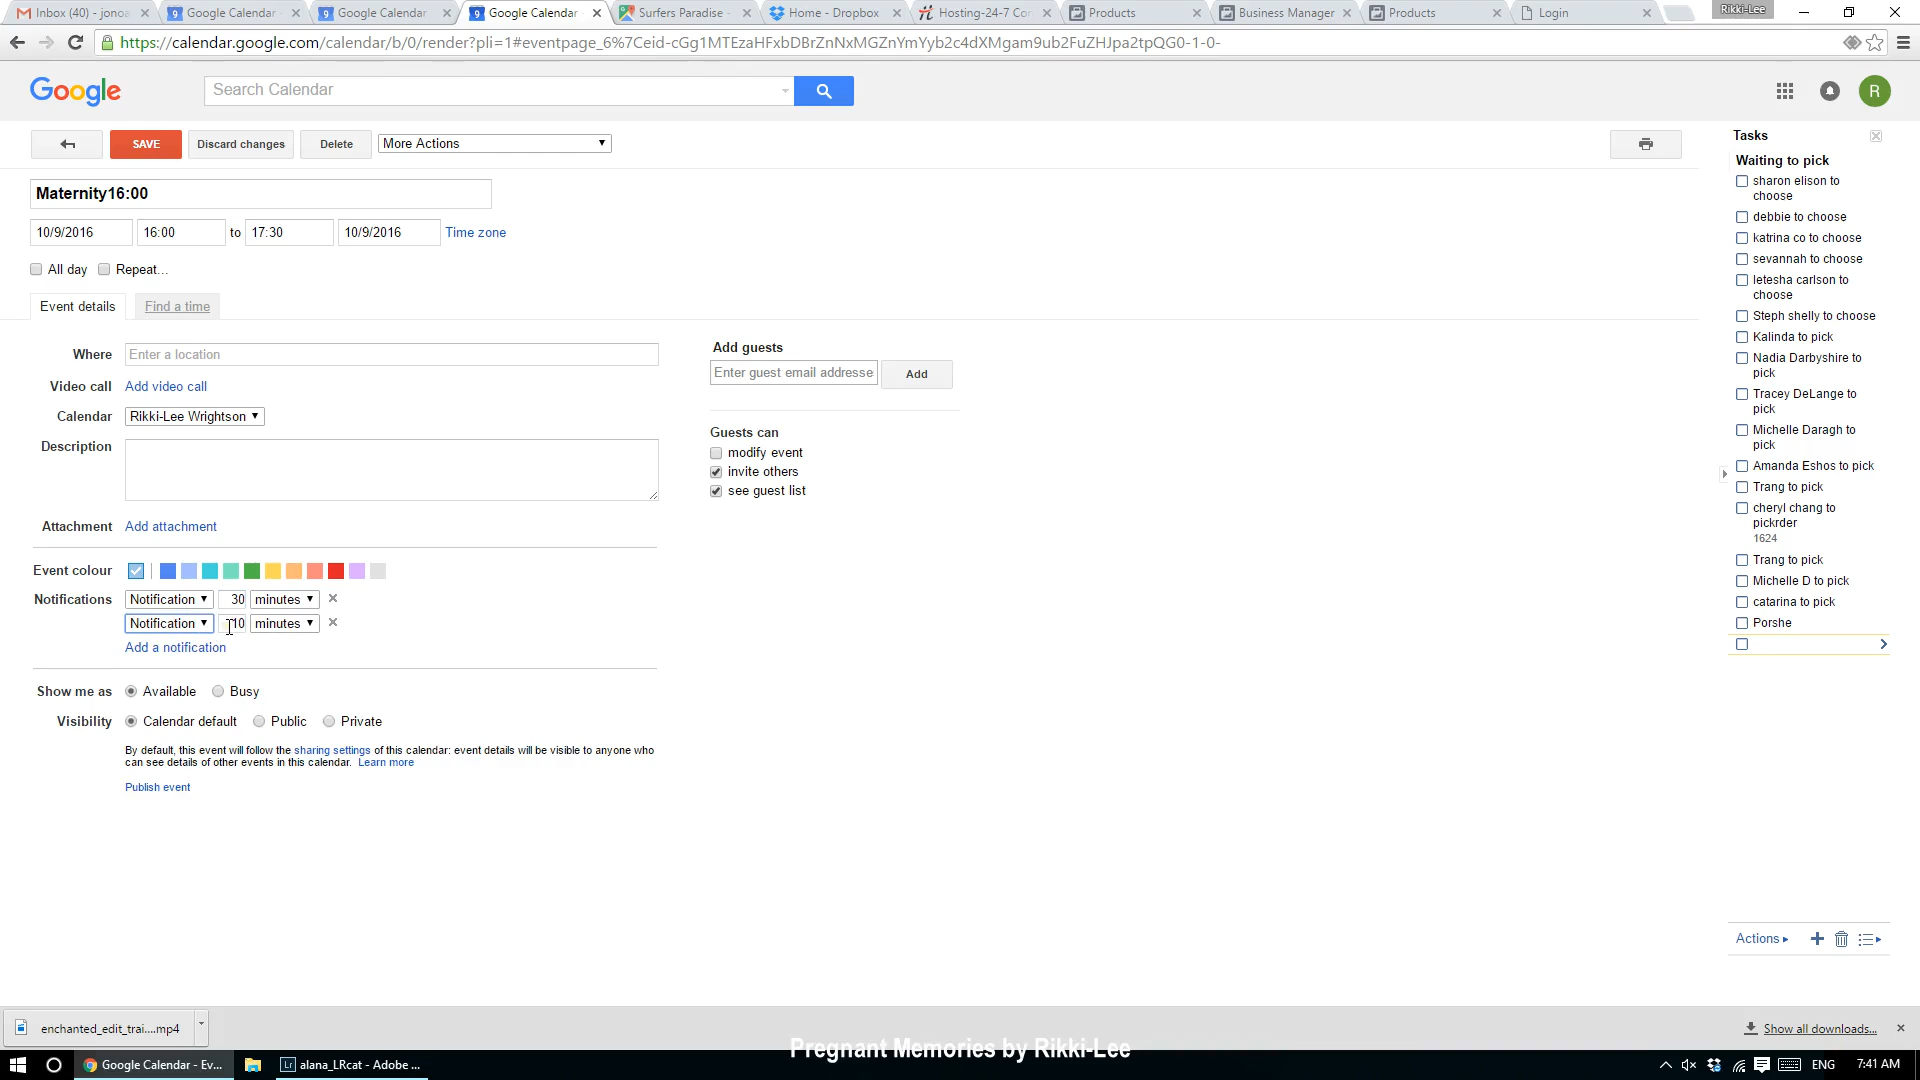 Inbox (40) - jonoa
Google Calendar
Google Calendar
Google Calendar
Surfers Paradise -
Home - Dropbox
Hosting-24-7 Con
Products
Business Manager
Products
Login
Rikki-Lee
https://calendar.google.com/calendar/b/0/render?pli=1#eventpage_6%7Ceid-cGg1MTEzaHFxbDBrZnNxMGZnYmYyb2c4dXMgam9ub2FuZHJpa2tpQG0-1-0-
Google
Search Calendar
R
SAVE
Discard changes
Delete
More Actions
Maternity16:00
10/9/2016 16:00 to 17:30 10/9/2016 Time zone
All day Repeat...
Event details Find a time
Where Enter a location
Video call Add video call
Calendar Rikki-Lee Wrightson
Description
Attachment Add attachment
Event colour
Notifications Notification 30 minutes
Notification 10 minutes
Add a notification
Show me as Available Busy
Visibility Calendar default Public Private
By default, this event will follow the sharing settings of this calendar: event details will be visible to anyone who
can see details of other events in this calendar. Learn more
Publish event
Add guests
Enter guest email addresse Add
Guests can
modify event
invite others
see guest list
Tasks
Waiting to pick
sharon elison to
choose
debbie to choose
katrina co to choose
sevannah to choose
letesha carlson to
choose
Steph shelly to choose
Kalinda to pick
Nadia Darbyshire to
pick
Tracey DeLange to
pick
Michelle Daragh to
pick
Amanda Eshos to pick
Trang to pick
cheryl chang to
pickrder
1624
Trang to pick
Michelle D to pick
catarina to pick
Porshe
Actions
enchanted_edit_trai....mp4
Show all downloads...
Pregnant Memories by Rikki-Lee
Google Calendar - Ev...
Lr alana_LRcat - Adobe ...
ENG
7:41 AM